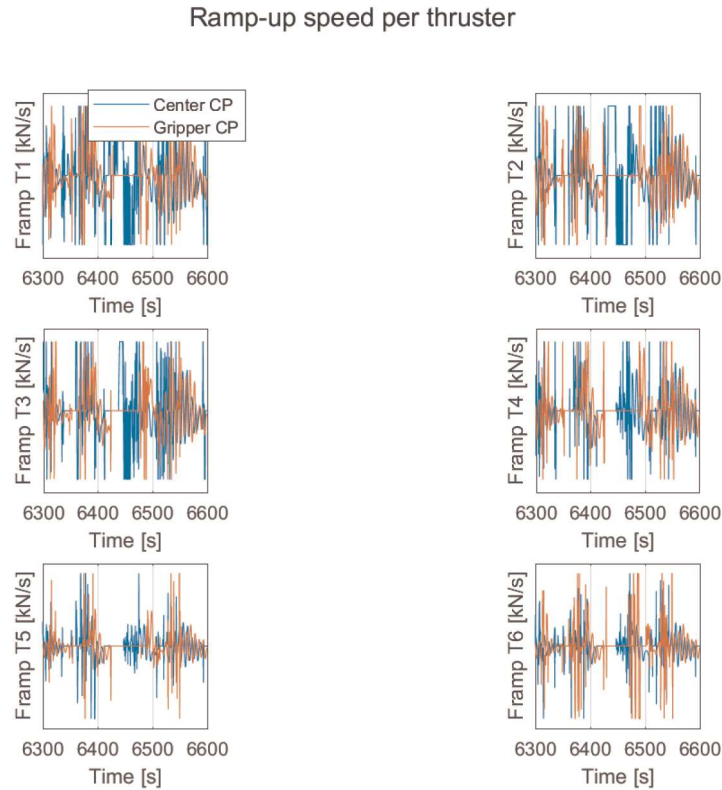 Ramp-up speed per thruster
Center CP
Gripper CP
Framp T1 [kN/s]
6300 6400 6500 6600
Time [s]
Framp T2 [kN/s]
6300 6400 6500 6600
Time [s]
Framp T3 [kN/s]
6300 6400 6500 6600
Time [s]
Framp T4 [kN/s]
6300 6400 6500 6600
Time [s]
Framp T5 [kN/s]
6300 6400 6500 6600
Time [s]
Framp T6 [kN/s]
6300 6400 6500 6600
Time [s]